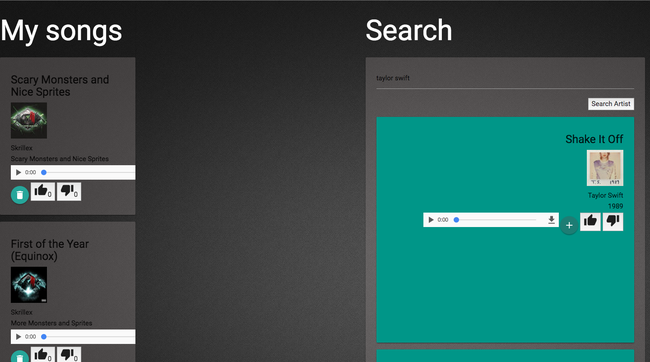 My songs
Scary Monsters and
Nice Sprites
Skrillex
Scary Monsters and Nice Sprites
0:00
0
0
First of the Year
(Equinox)
Skrillex
More Monsters and Sprites
0:00
0
0
Search
taylor swift
Search Artist
Shake It Off
Taylor Swift
1989
0:00